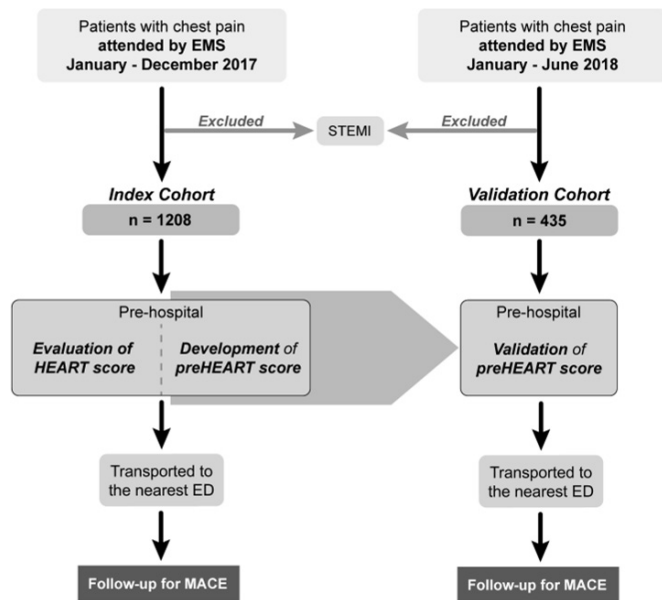 Patients with chest pain
attended by EMS
January - December 2017
Patients with chest pain
attended by EMS
January - June 2018
Excluded
STEMI
Excluded
Index Cohort
n = 1208
Validation Cohort
n = 435
Pre-hospital
Evaluation of
HEART score
Development of
preHEART score
Pre-hospital
Validation of
preHEART score
Transported to
the nearest ED
Transported to
the nearest ED
Follow-up for MACE
Follow-up for MACE